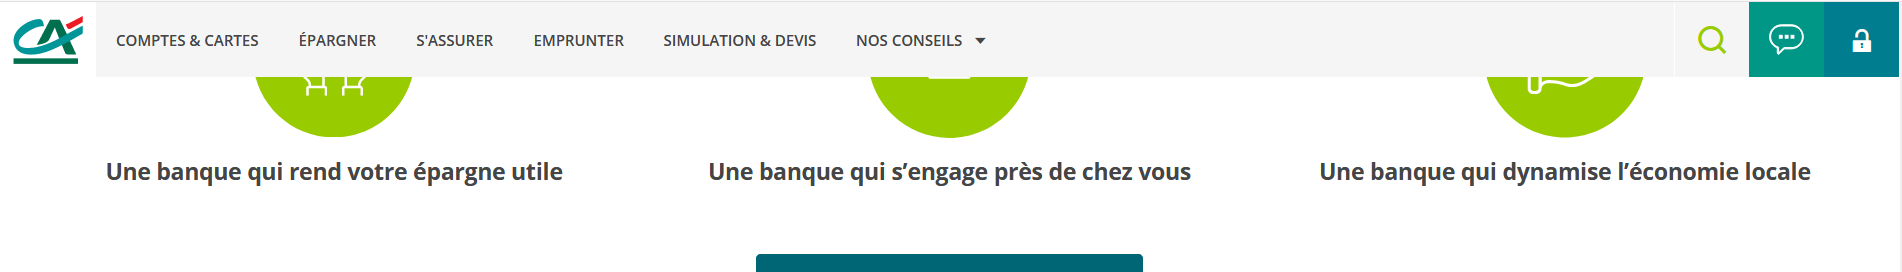 CA
COMPTES & CARTES ÉPARGNER S'ASSURER EMPRUNTER SIMULATION & DEVIS NOS CONSEILS
Une banque qui rend votre épargne utile
Une banque qui s’engage près de chez vous
Une banque qui dynamise l’économie locale